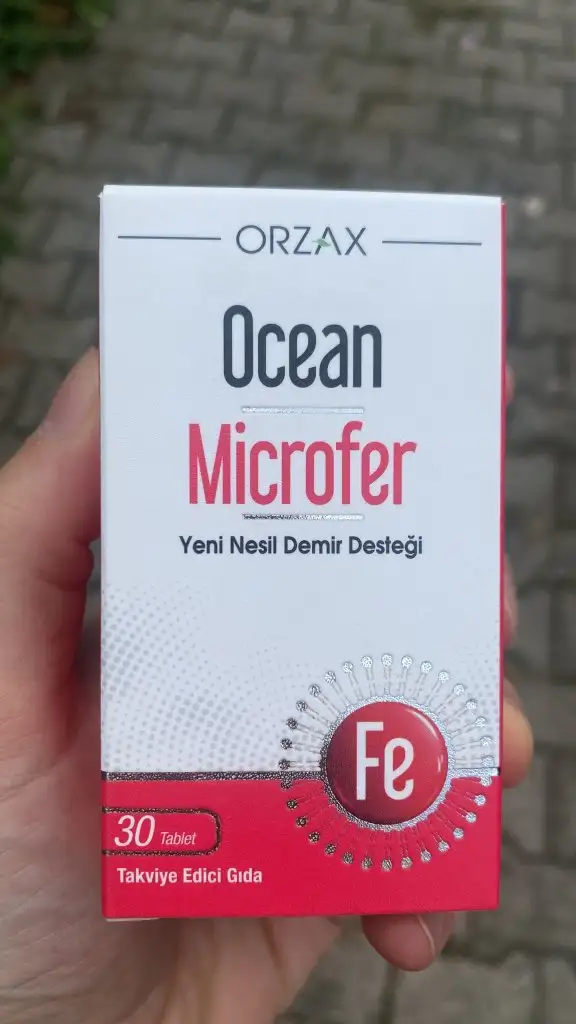 ORZAX
Ocean
Microfer
Yeni Nesil Demir Desteği
Fe
30 Tablet
Takviye Edici Gıda